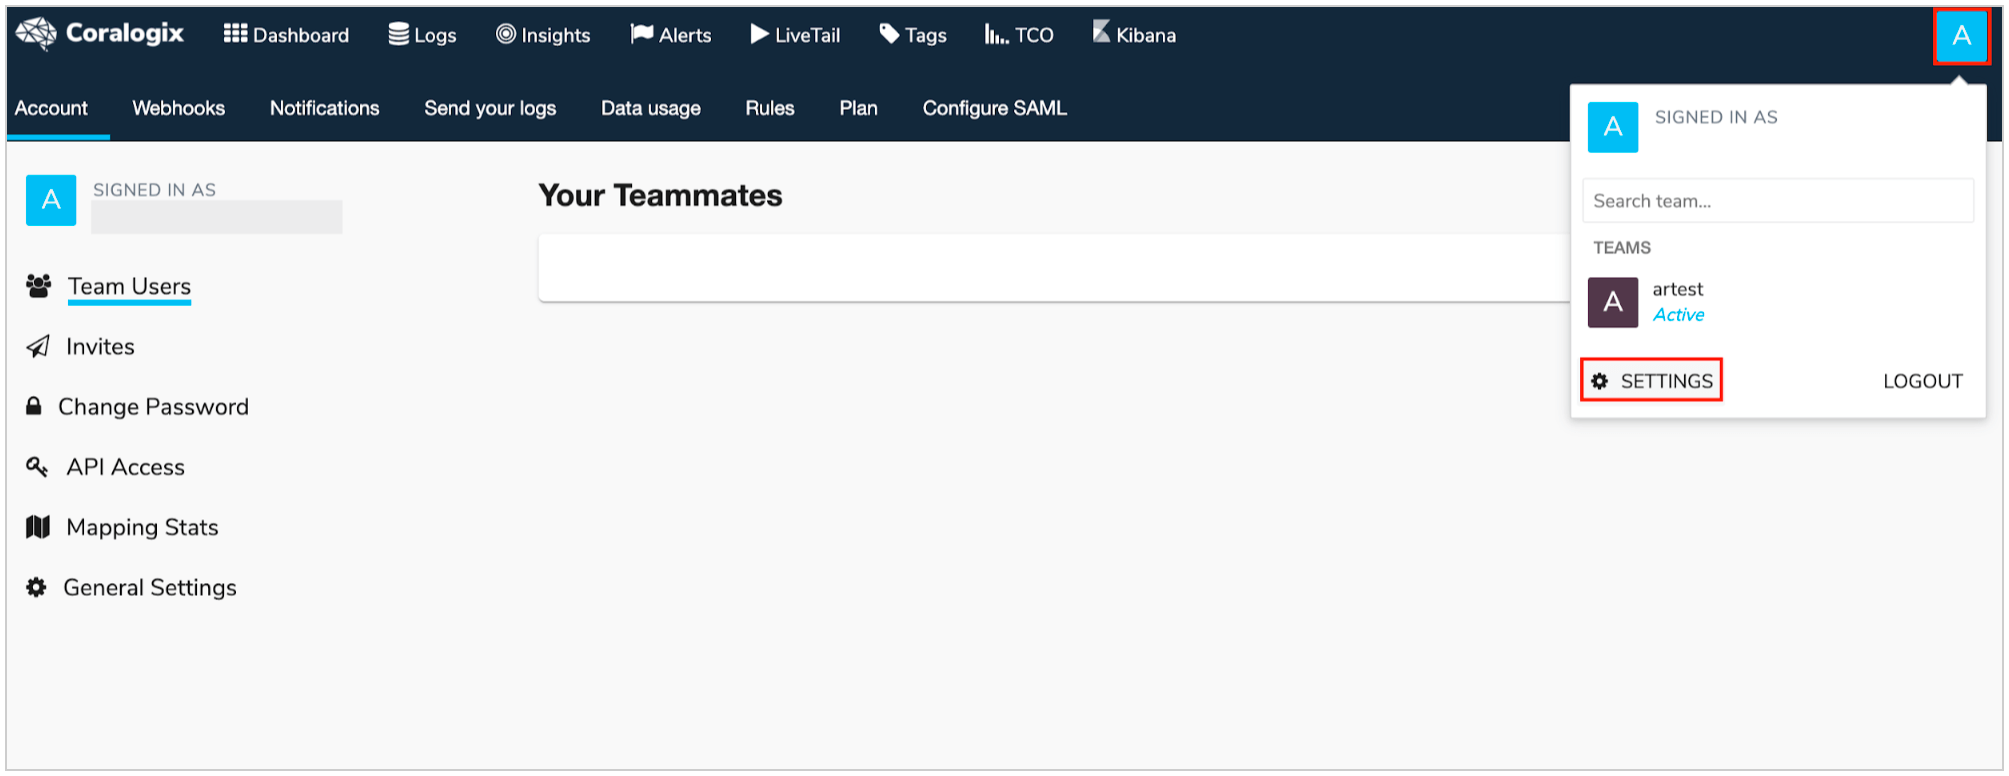 Coralogix Dashboard Logs Insights Alerts LiveTail Tags TCO Kibana A
Account Webhooks Notifications Send your logs Data usage Rules Plan Configure SAML
A SIGNED IN AS
Team Users
Invites
Change Password
API Access
Mapping Stats
General Settings
Your Teammates
A SIGNED IN AS
Search team...
TEAMS
A artest
Active
SETTINGS LOGOUT